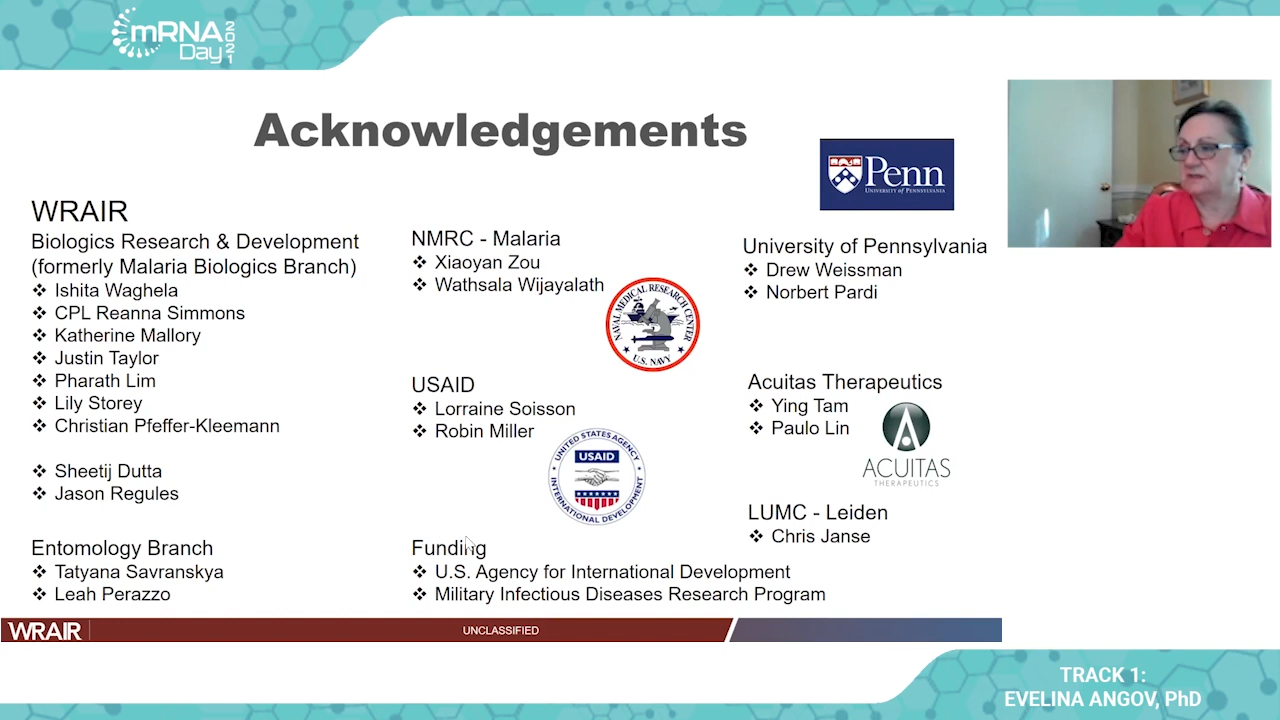 mRNA
Day
2021
Acknowledgements
Penn
UNIVERSITY OF PENNSYLVANIA
WRAIR
Biologics Research & Development
(formerly Malaria Biologics Branch)
❖ Ishita Waghela
❖ CPL Reanna Simmons
❖ Katherine Mallory
❖ Justin Taylor
❖ Pharath Lim
❖ Lily Storey
❖ Christian Pfeffer-Kleemann
❖ Sheetij Dutta
❖ Jason Regules
Entomology Branch
❖ Tatyana Savranskya
❖ Leah Perazzo
NMRC - Malaria
❖ Xiaoyan Zou
❖ Wathsala Wijayalath
NAVAL MEDICAL RESEARCH CENTER
U.S. NAVY
USAID
❖ Lorraine Soisson
❖ Robin Miller
UNITED STATES AGENCY
USAID
INTERNATIONAL DEVELOPMENT
Funding
❖ U.S. Agency for International Development
❖ Military Infectious Diseases Research Program
University of Pennsylvania
❖ Drew Weissman
❖ Norbert Pardi
Acuitas Therapeutics
❖ Ying Tam
❖ Paulo Lin
ACUITAS
THERAPEUTICS
LUMC - Leiden
❖ Chris Janse
WRAIR
UNCLASSIFIED
TRACK 1:
EVELINA ANGOV, PhD